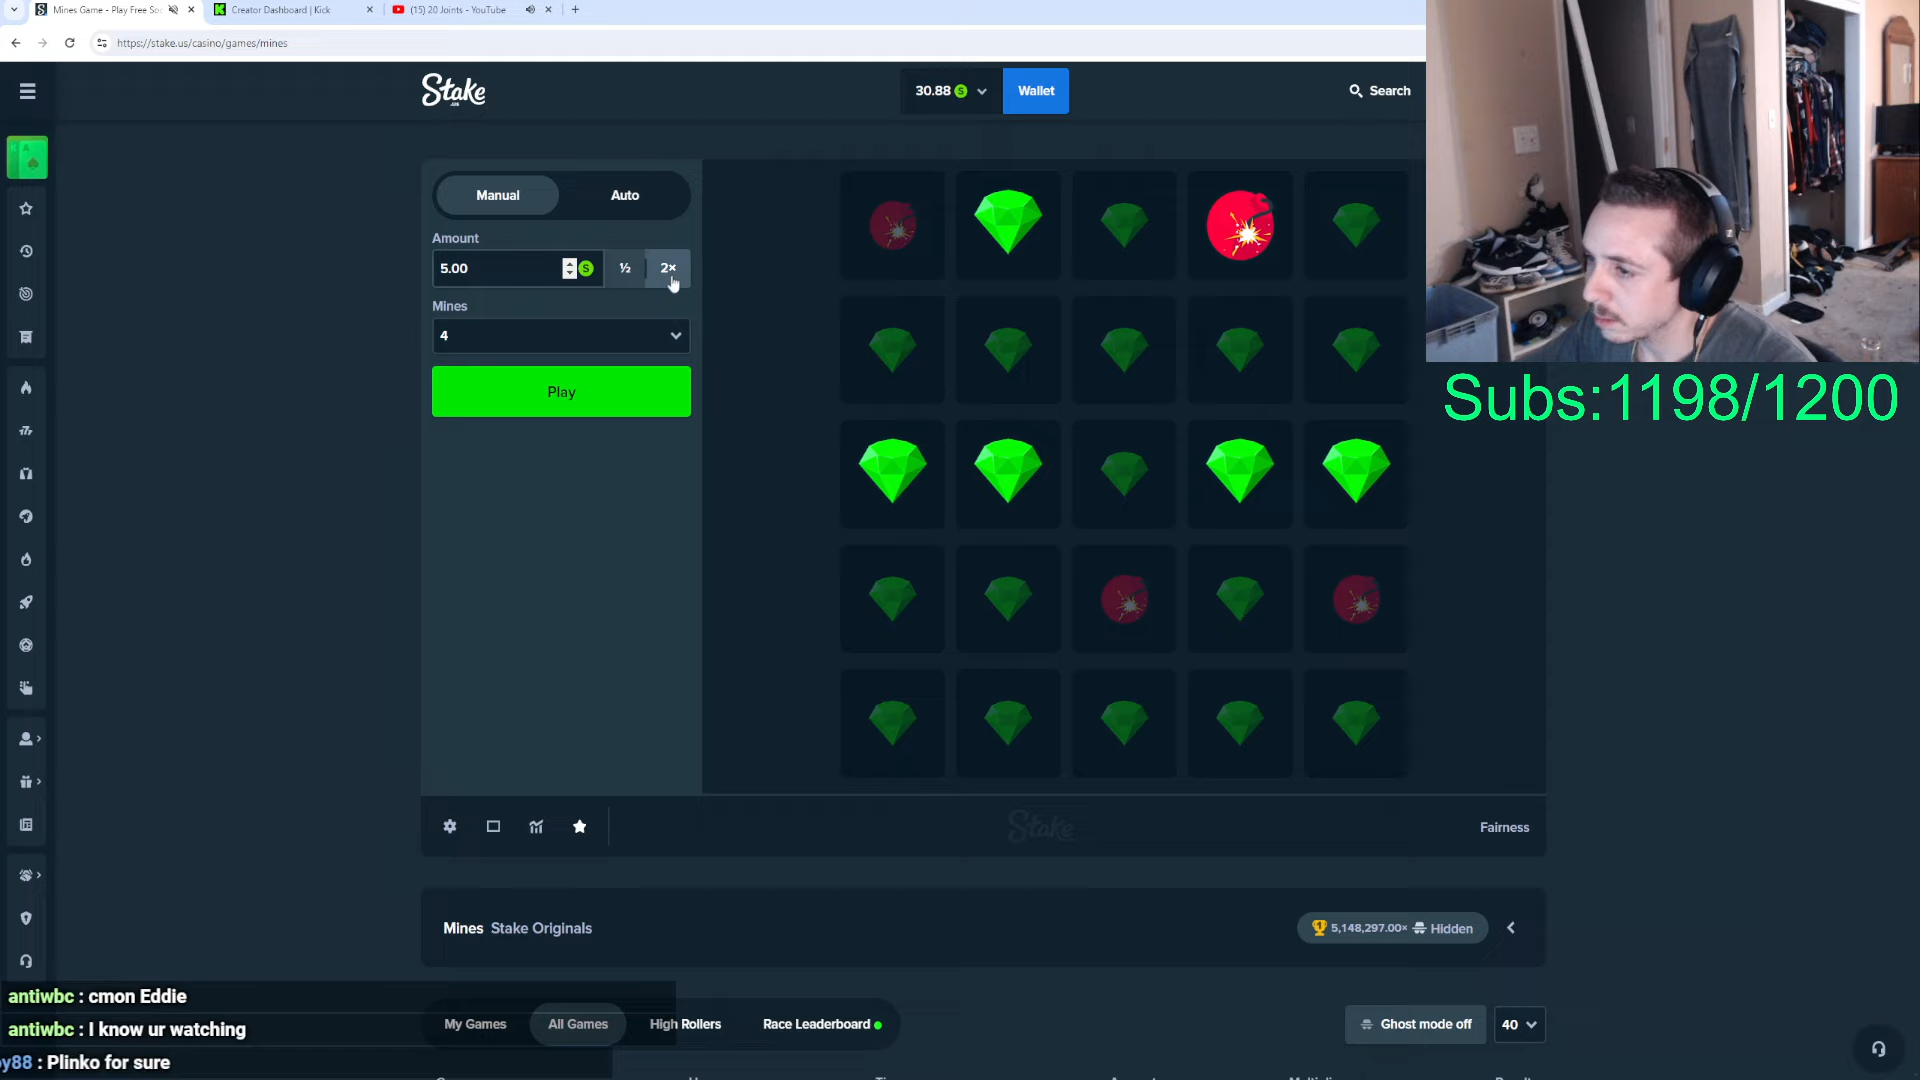 Mines Game - Play Free Soc
Creator Dashboard | Kick
(15) 20 Joints - YouTube
https://stake.us/casino/games/mines
Stake
.US
30.88
Wallet
Search
Manual
Auto
Amount
5.00
½
2×
Mines
4
Play
Subs:1198/1200
Stake
Fairness
Mines Stake Originals
5,148,297.00× Hidden
antiwbc : cmon Eddie
antiwbc : I know ur watching
y88 : Plinko for sure
My Games
All Games
High Rollers
Race Leaderboard
Ghost mode off
40